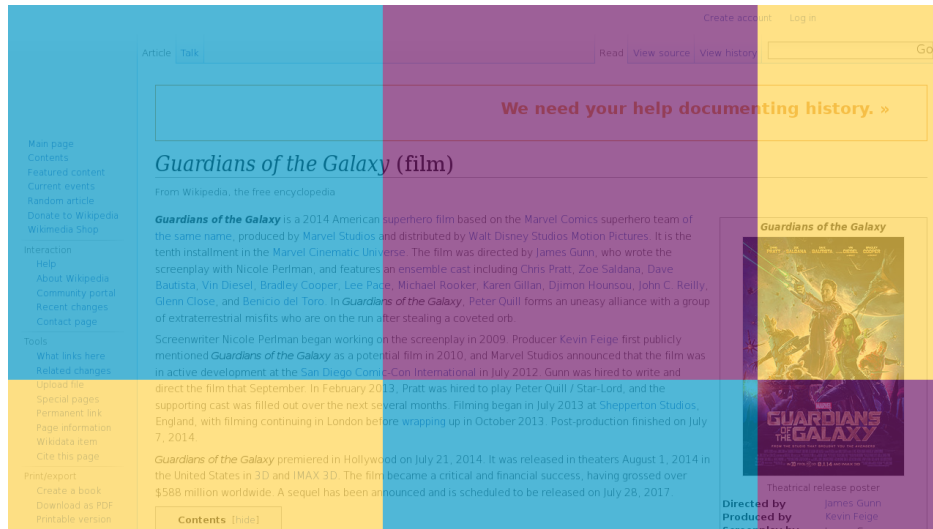 Create account Log in
Article Talk Read View source View history Go
We need your help documenting history. »
Main page
Contents
Featured content
Current events
Random article
Donate to Wikipedia
Wikimedia Shop
Interaction
Help
About Wikipedia
Community portal
Recent changes
Contact page
Tools
What links here
Related changes
Upload file
Special pages
Permanent link
Page information
Wikidata item
Cite this page
Print/export
Create a book
Download as PDF
Printable version
Guardians of the Galaxy (film)
From Wikipedia, the free encyclopedia
Guardians of the Galaxy is a 2014 American superhero film based on the Marvel Comics superhero team of
the same name, produced by Marvel Studios and distributed by Walt Disney Studios Motion Pictures. It is the
tenth installment in the Marvel Cinematic Universe. The film was directed by James Gunn, who wrote the
screenplay with Nicole Perlman, and features an ensemble cast including Chris Pratt, Zoe Saldana, Dave
Bautista, Vin Diesel, Bradley Cooper, Lee Pace, Michael Rooker, Karen Gillan, Djimon Hounsou, John C. Reilly,
Glenn Close, and Benicio del Toro. In Guardians of the Galaxy, Peter Quill forms an uneasy alliance with a group
of extraterrestrial misfits who are on the run after stealing a coveted orb.
Screenwriter Nicole Perlman began working on the screenplay in 2009. Producer Kevin Feige first publicly
mentioned Guardians of the Galaxy as a potential film in 2010, and Marvel Studios announced that the film was
in active development at the San Diego Comic-Con International in July 2012. Gunn was hired to write and
direct the film that September. In February 2013, Pratt was hired to play Peter Quill / Star-Lord, and the
supporting cast was filled out over the next several months. Filming began in July 2013 at Shepperton Studios,
England, with filming continuing in London before wrapping up in October 2013. Post-production finished on July
7, 2014.
Guardians of the Galaxy premiered in Hollywood on July 21, 2014. It was released in theaters August 1, 2014 in
the United States in 3D and IMAX 3D. The film became a critical and financial success, having grossed over
$588 million worldwide. A sequel has been announced and is scheduled to be released on July 28, 2017.
Contents [hide]
Guardians of the Galaxy
MARVEL
GUARDIANS
OF THE GALAXY
Theatrical release poster
Directed by James Gunn
Produced by Kevin Feige